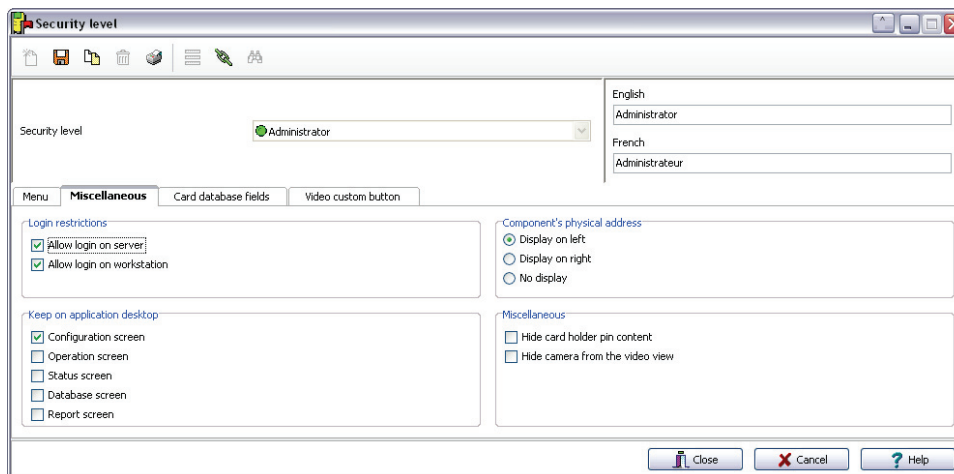 Security level
English
Administrator
Security level
Administrator
French
Administrateur
Menu
Miscellaneous
Card database fields
Video custom button
Login restrictions
Allow login on server
Allow login on workstation
Component's physical address
Display on left
Display on right
No display
Keep on application desktop
Configuration screen
Operation screen
Status screen
Database screen
Report screen
Miscellaneous
Hide card holder pin content
Hide camera from the video view
Close
Cancel
? Help